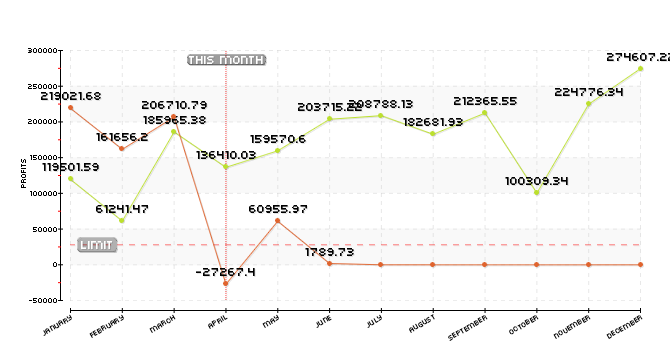 THIS MONTH
300000
274607.22
250000
224776.34
219021.68
206710.79
203715.22
208788.13
212365.55
200000
185965.38
182681.93
161656.2
159570.6
150000
136410.03
119501.59
100309.34
100000
61241.47
60955.97
50000
LIMIT
1789.73
0
-27267.4
-50000
PROFITS
JANUARY
FEBRUARY
MARCH
APRIL
MAY
JUNE
JULY
AUGUST
SEPTEMBER
OCTOBER
NOVEMBER
DECEMBER